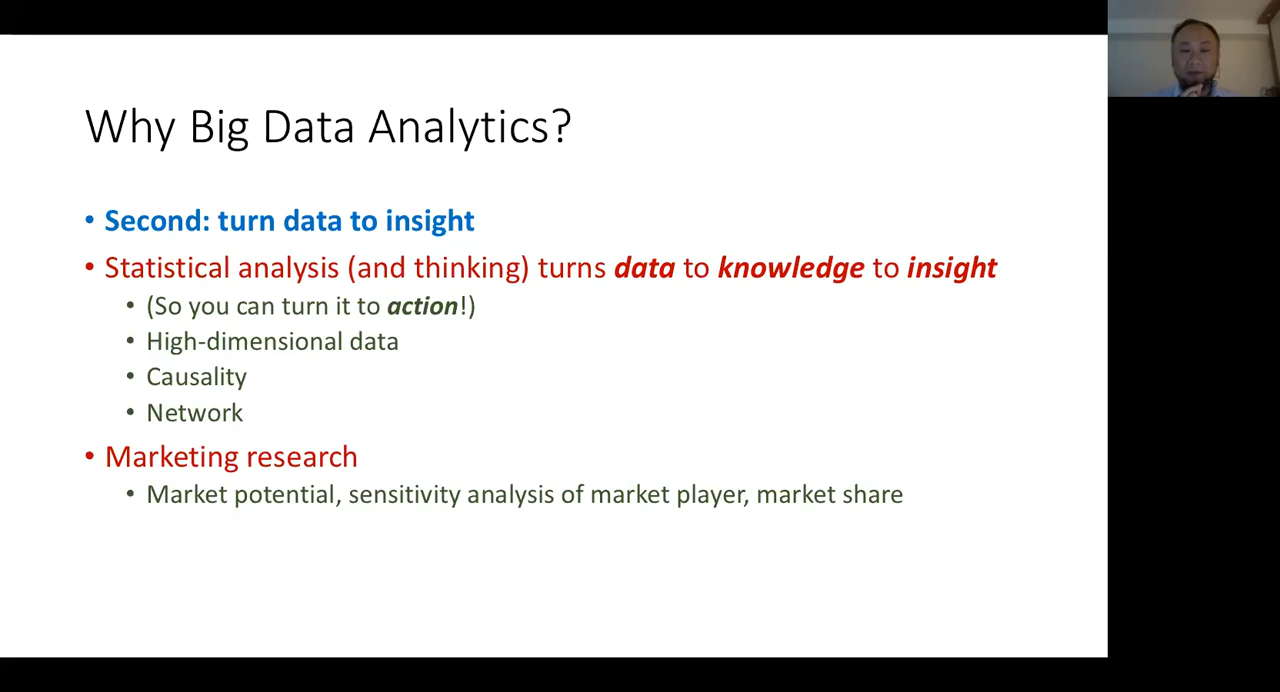 Why Big Data Analytics?
• Second: turn data to insight
• Statistical analysis (and thinking) turns data to knowledge to insight
• (So you can turn it to action!)
• High-dimensional data
• Causality
• Network
• Marketing research
• Market potential, sensitivity analysis of market player, market share